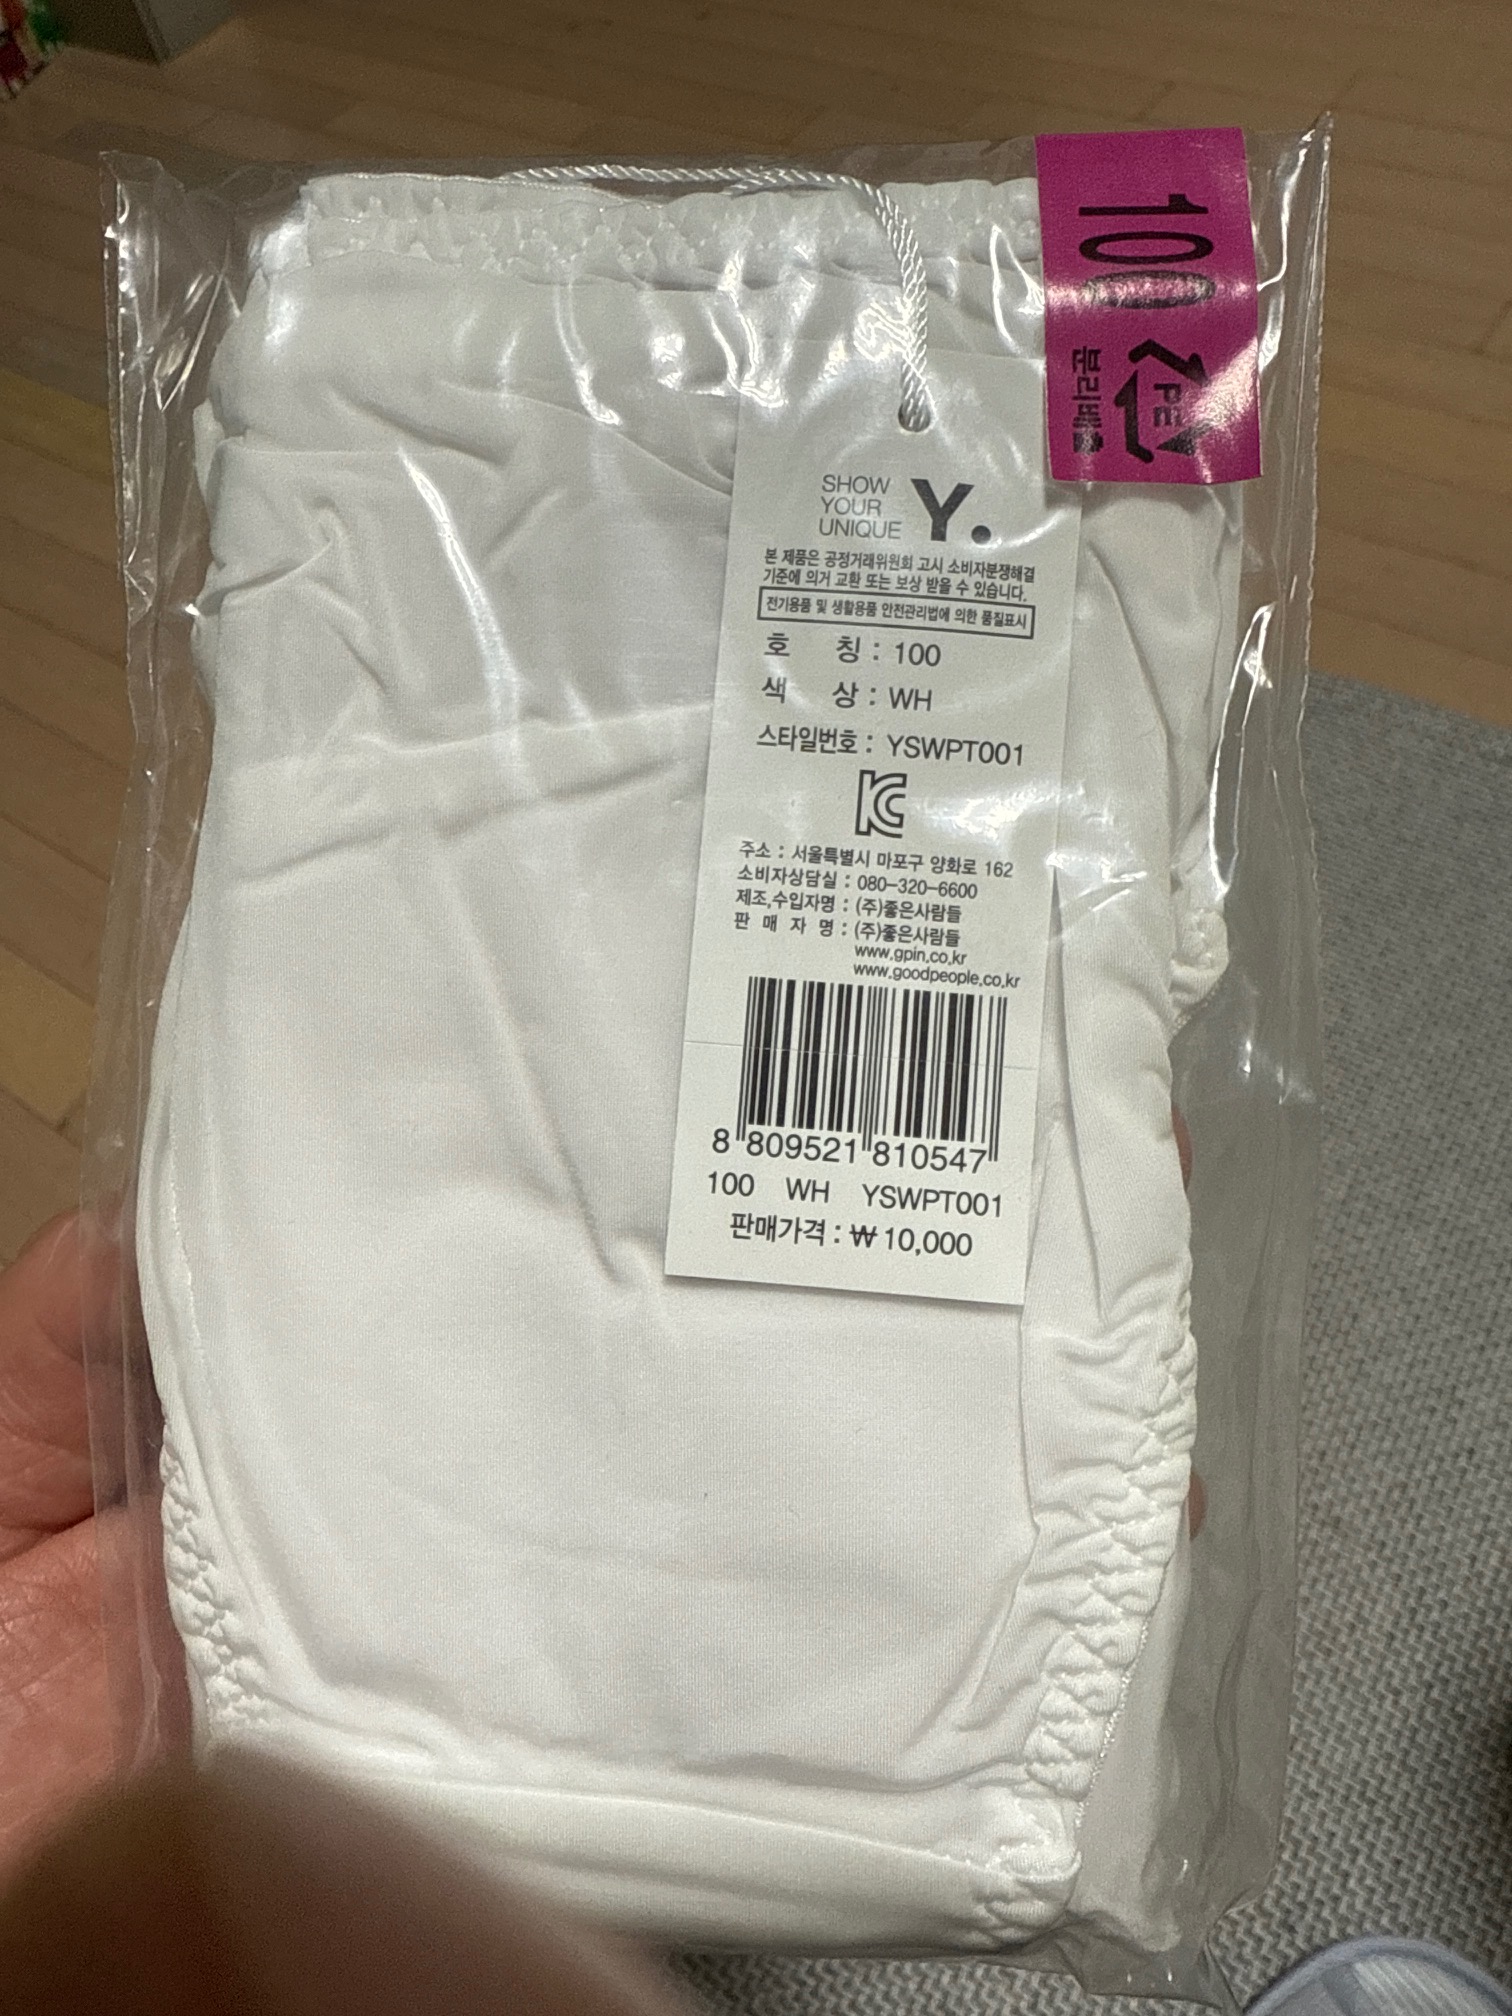 100
PE
분리배출
SHOW
YOUR
UNIQUE
Y.
본 제품은 공정거래위원회 고시 소비자분쟁해결
기준에 의거 교환 또는 보상 받을 수 있습니다.
전기용품 및 생활용품 안전관리법에 의한 품질표시
호 칭 : 100
색 상 : WH
스타일번호 : YSWPT001
KC
주소 : 서울특별시 마포구 양화로 162
소비자상담실 : 080-320-6600
제조,수입자명 : (주)좋은사람들
판 매 자 명 : (주)좋은사람들
www.gpin.co.kr
www.goodpeople.co.kr
8 809521 810547
100 WH YSWPT001
판매가격 : ₩ 10,000